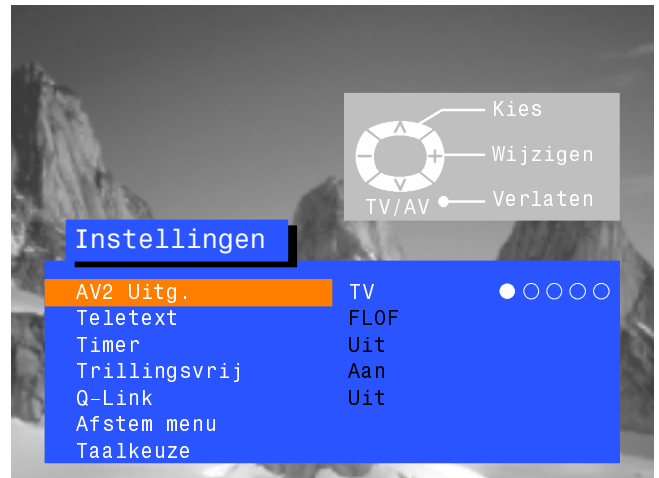 Kies
Wijzigen
TV/AV Verlaten
Instellingen
AV2 Uitg. TV
Teletext FLOF
Timer Uit
Trillingsvrij Aan
Q-Link Uit
Afstem menu
Taalkeuze